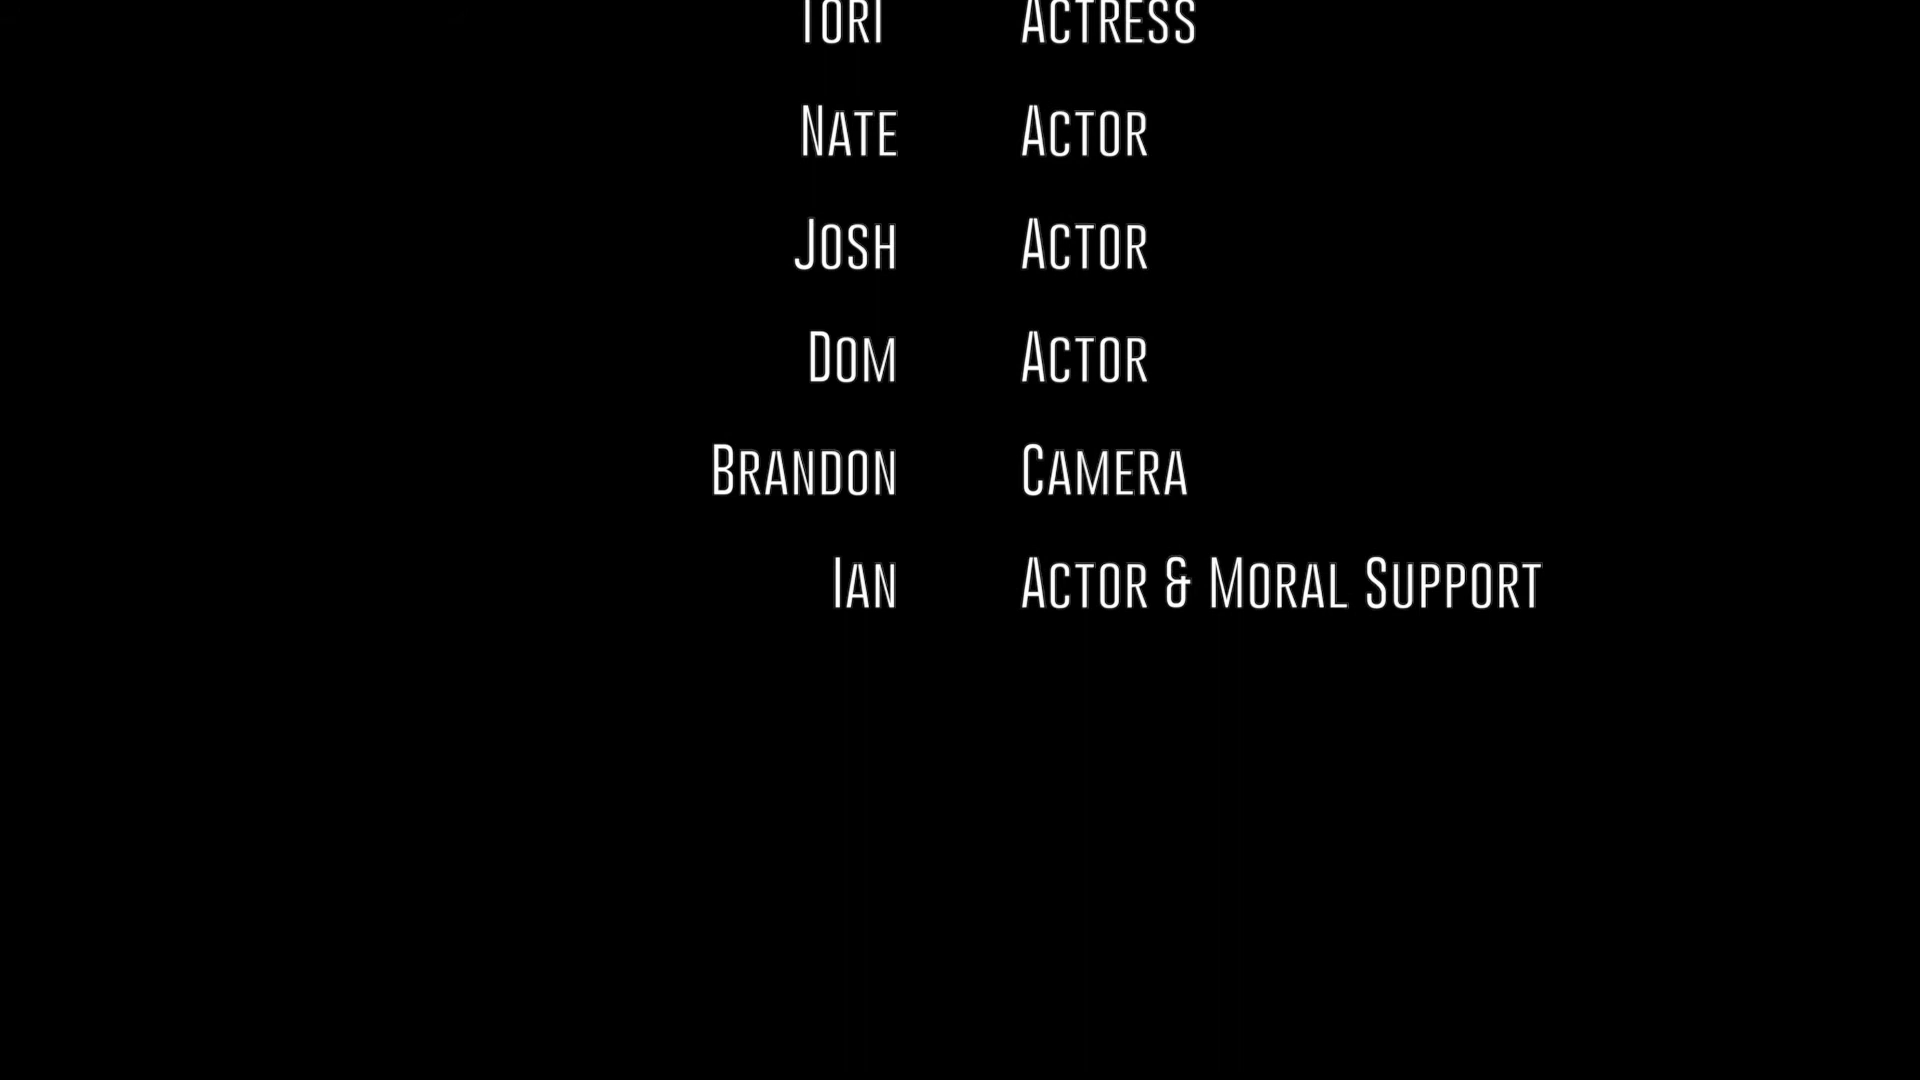 Tori Actress
Nate Actor
Josh Actor
Dom Actor
Brandon Camera
Ian Actor & Moral Support